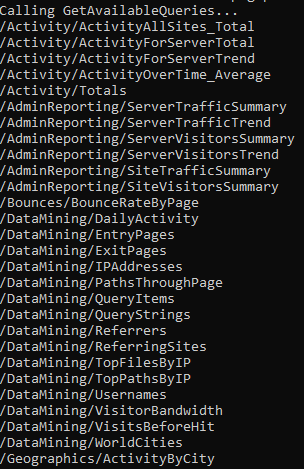 Calling GetAvailableQueries...
/Activity/ActivityAllSites_Total
/Activity/ActivityForServerTotal
/Activity/ActivityForServerTrend
/Activity/ActivityOverTime_Average
/Activity/Totals
/AdminReporting/ServerTrafficSummary
/AdminReporting/ServerTrafficTrend
/AdminReporting/ServerVisitorsSummary
/AdminReporting/ServerVisitorsTrend
/AdminReporting/SiteTrafficSummary
/AdminReporting/SiteVisitorsSummary
/Bounces/BounceRateByPage
/DataMining/DailyActivity
/DataMining/EntryPages
/DataMining/ExitPages
/DataMining/IPAddresses
/DataMining/PathsThroughPage
/DataMining/QueryItems
/DataMining/QueryStrings
/DataMining/Referrers
/DataMining/ReferringSites
/DataMining/TopFilesByIP
/DataMining/TopPathsByIP
/DataMining/Usernames
/DataMining/VisitorBandwidth
/DataMining/VisitsBeforeHit
/DataMining/WorldCities
/Geographics/ActivityByCity